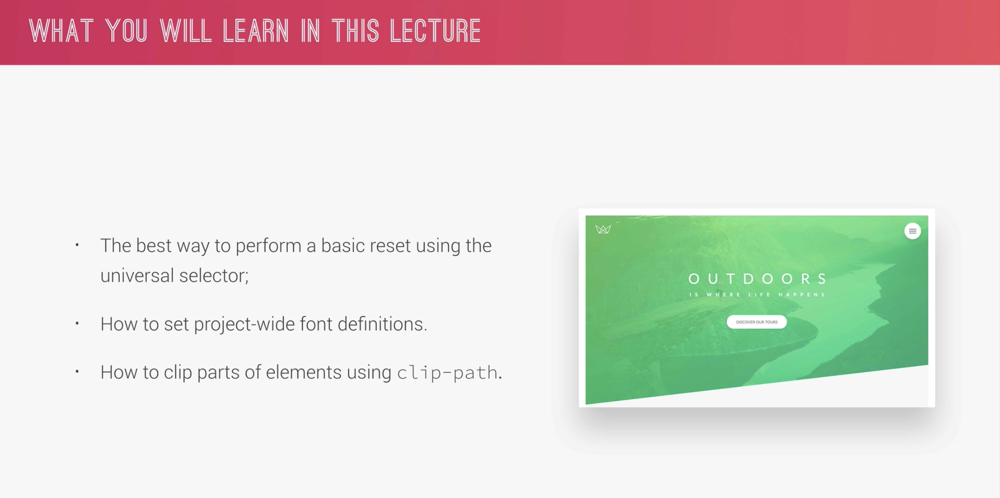 WHAT YOU WILL LEARN IN THIS LECTURE
• The best way to perform a basic reset using the
universal selector;
• How to set project-wide font definitions.
• How to clip parts of elements using clip-path.
OUTDOORS
IS WHERE LIFE HAPPENS
DISCOVER OUR TOURS